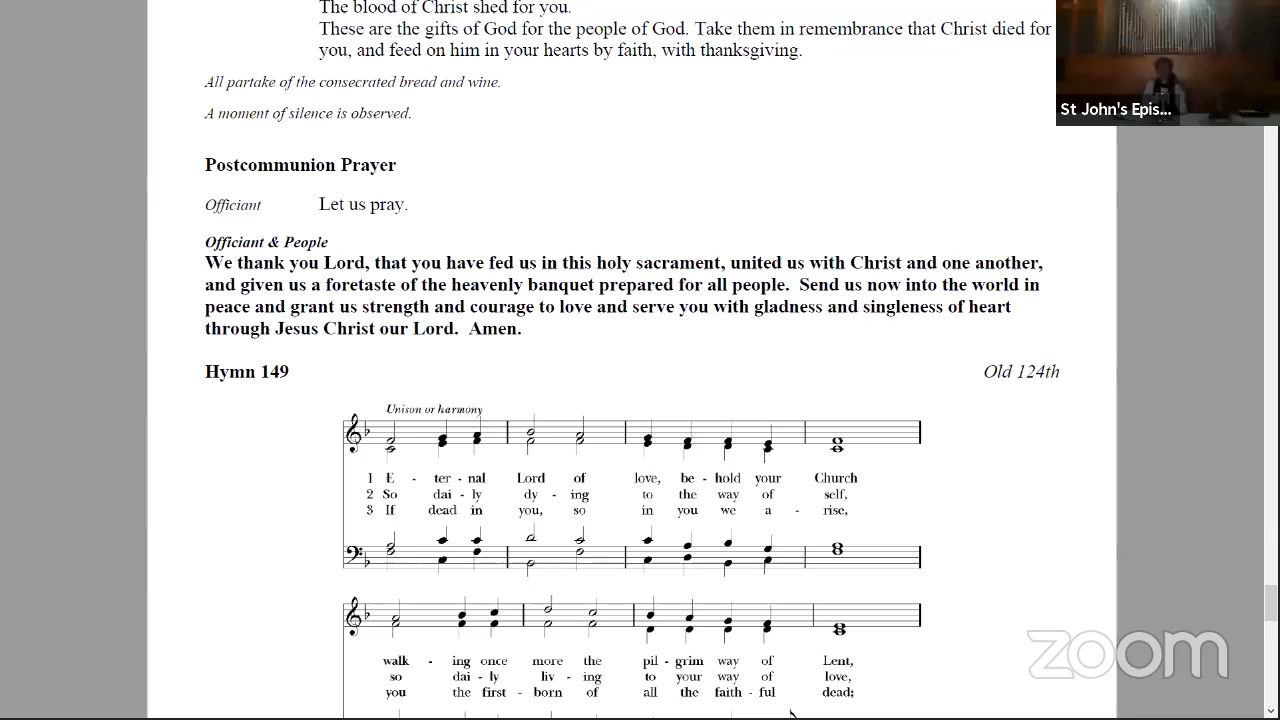 The blood of Christ shed for you.
These are the gifts of God for the people of God. Take them in remembrance that Christ died for
you, and feed on him in your hearts by faith, with thanksgiving.
All partake of the consecrated bread and wine.
St John's Epis...
A moment of silence is observed.
Postcommunion Prayer
Officiant Let us pray.
Officiant & People
We thank you Lord, that you have fed us in this holy sacrament, united us with Christ and one another,
and given us a foretaste of the heavenly banquet prepared for all people. Send us now into the world in
peace and grant us strength and courage to love and serve you with gladness and singleness of heart
through Jesus Christ our Lord. Amen.
Hymn 149 Old 124th
Unison or harmony
1 E - ter - nal Lord of love, be - hold your Church
2 So dai - ly dy - ing to the way of self,
3 If dead in you, so in you we a - rise,
walk - ing once more the pil - grim way of Lent,
so dai - ly liv - ing to your way of love,
you the first - born of all the faith - ful dead;
zoom